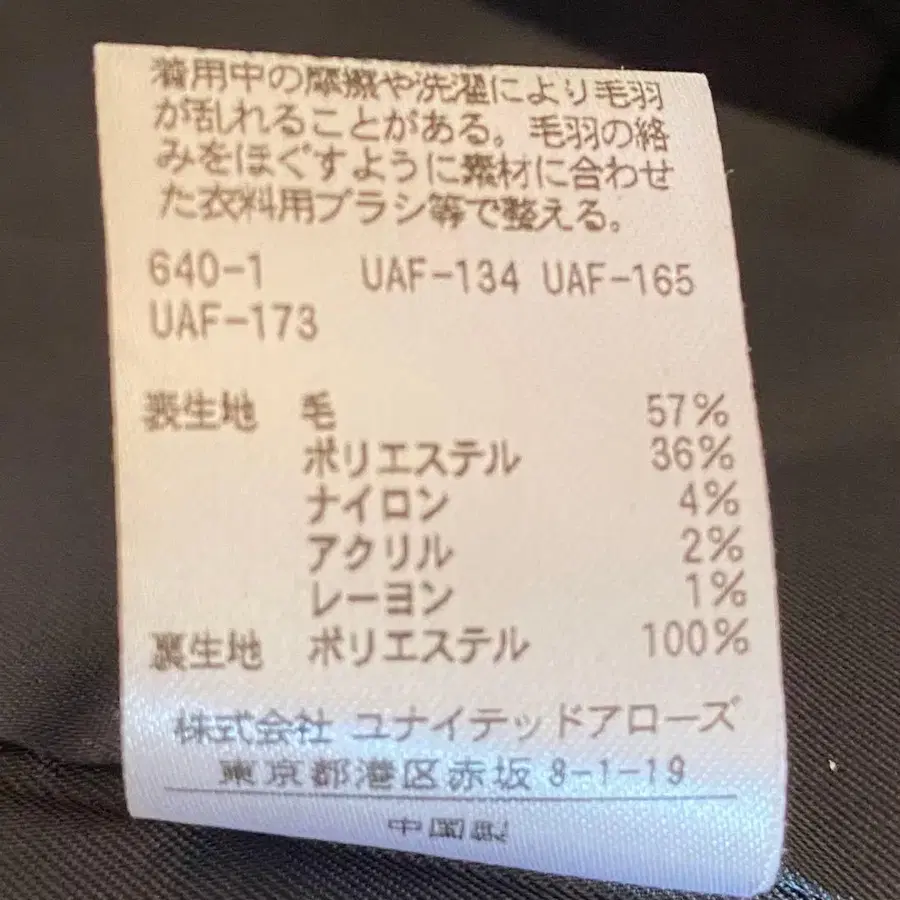 着用中の摩擦や洗濯により毛羽
が乱れることがある。毛羽の絡
みをほぐすように素材に合わせ
た衣料用ブラシ等で整える。
640-1 UAF-134 UAF-165
UAF-173
表生地 毛 57%
ポリエステル 36%
ナイロン 4%
アクリル 2%
レーヨン 1%
裏生地 ポリエステル 100%
株式会社 ユナイテッドアローズ
東京都港区赤坂 8-1-19
中国製